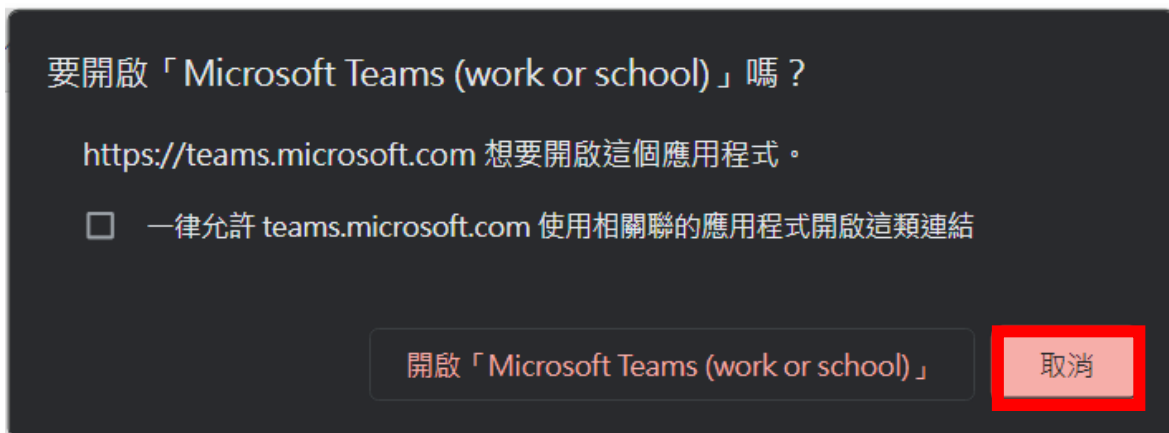 要開啟「Microsoft Teams (work or school)」嗎？
https://teams.microsoft.com 想要開啟這個應用程式。
一律允許 teams.microsoft.com 使用相關聯的應用程式開啟這類連結
開啟「Microsoft Teams (work or school)」
取消